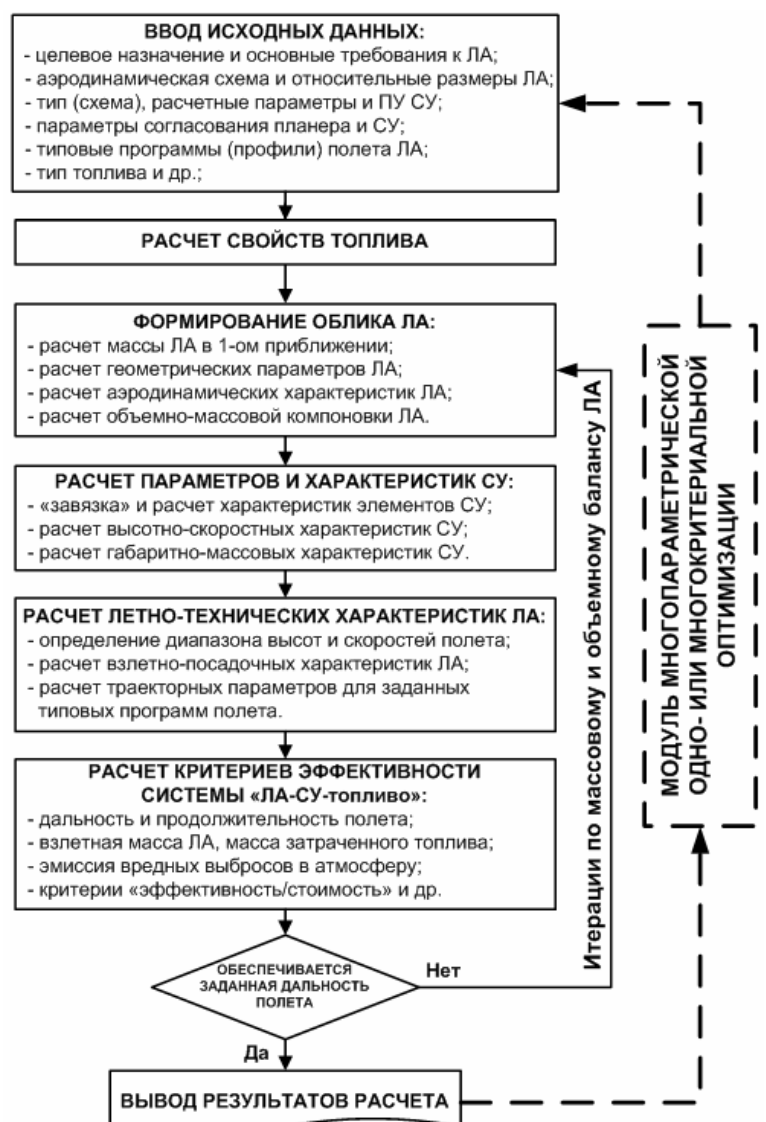 ВВОД ИСХОДНЫХ ДАННЫХ:
- целевое назначение и основные требования к ЛА;
- аэродинамическая схема и относительные размеры ЛА;
- тип (схема), расчетные параметры и ПУ СУ;
- параметры согласования планера и СУ;
- типовые программы (профили) полета ЛА;
- тип топлива и др.;
РАСЧЕТ СВОЙСТВ ТОПЛИВА
ФОРМИРОВАНИЕ ОБЛИКА ЛА:
- расчет массы ЛА в 1-ом приближении;
- расчет геометрических параметров ЛА;
- расчет аэродинамических характеристик ЛА;
- расчет объемно-массовой компоновки ЛА.
РАСЧЕТ ПАРАМЕТРОВ И ХАРАКТЕРИСТИК СУ:
- «завязка» и расчет характеристик элементов СУ;
- расчет высотно-скоростных характеристик СУ;
- расчет габаритно-массовых характеристик СУ.
РАСЧЕТ ЛЕТНО-ТЕХНИЧЕСКИХ ХАРАКТЕРИСТИК ЛА:
- определение диапазона высот и скоростей полета;
- расчет взлетно-посадочных характеристик ЛА;
- расчет траекторных параметров для заданных
типовых программ полета.
РАСЧЕТ КРИТЕРИЕВ ЭФФЕКТИВНОСТИ
СИСТЕМЫ «ЛА-СУ-топливо»:
- дальность и продолжительность полета;
- взлетная масса ЛА, масса затраченного топлива;
- эмиссия вредных выбросов в атмосферу;
- критерии «эффективность/стоимость» и др.
ОБЕСПЕЧИВАЕТСЯ
ЗАДАННАЯ ДАЛЬНОСТЬ
ПОЛЕТА
Нет
Да
ВЫВОД РЕЗУЛЬТАТОВ РАСЧЕТА
Итерации по массовому и объемному балансу ЛА
МОДУЛЬ МНОГОПАРАМЕТРИЧЕСКОЙ
ОДНО- ИЛИ МНОГОКРИТЕРИАЛЬНОЙ
ОПТИМИЗАЦИИ